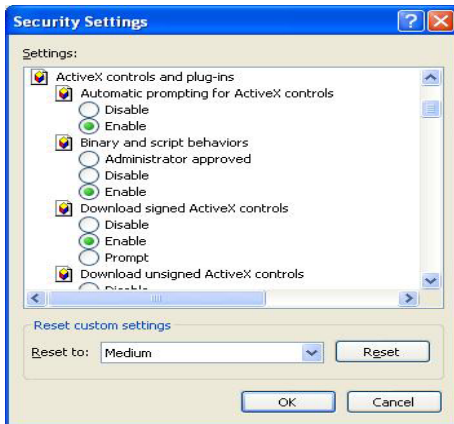 Security Settings
Settings:
ActiveX controls and plug-ins
Automatic prompting for ActiveX controls
Disable
Enable
Binary and script behaviors
Administrator approved
Disable
Enable
Download signed ActiveX controls
Disable
Enable
Prompt
Download unsigned ActiveX controls
Disable
Reset custom settings
Reset to: Medium Reset
OK Cancel